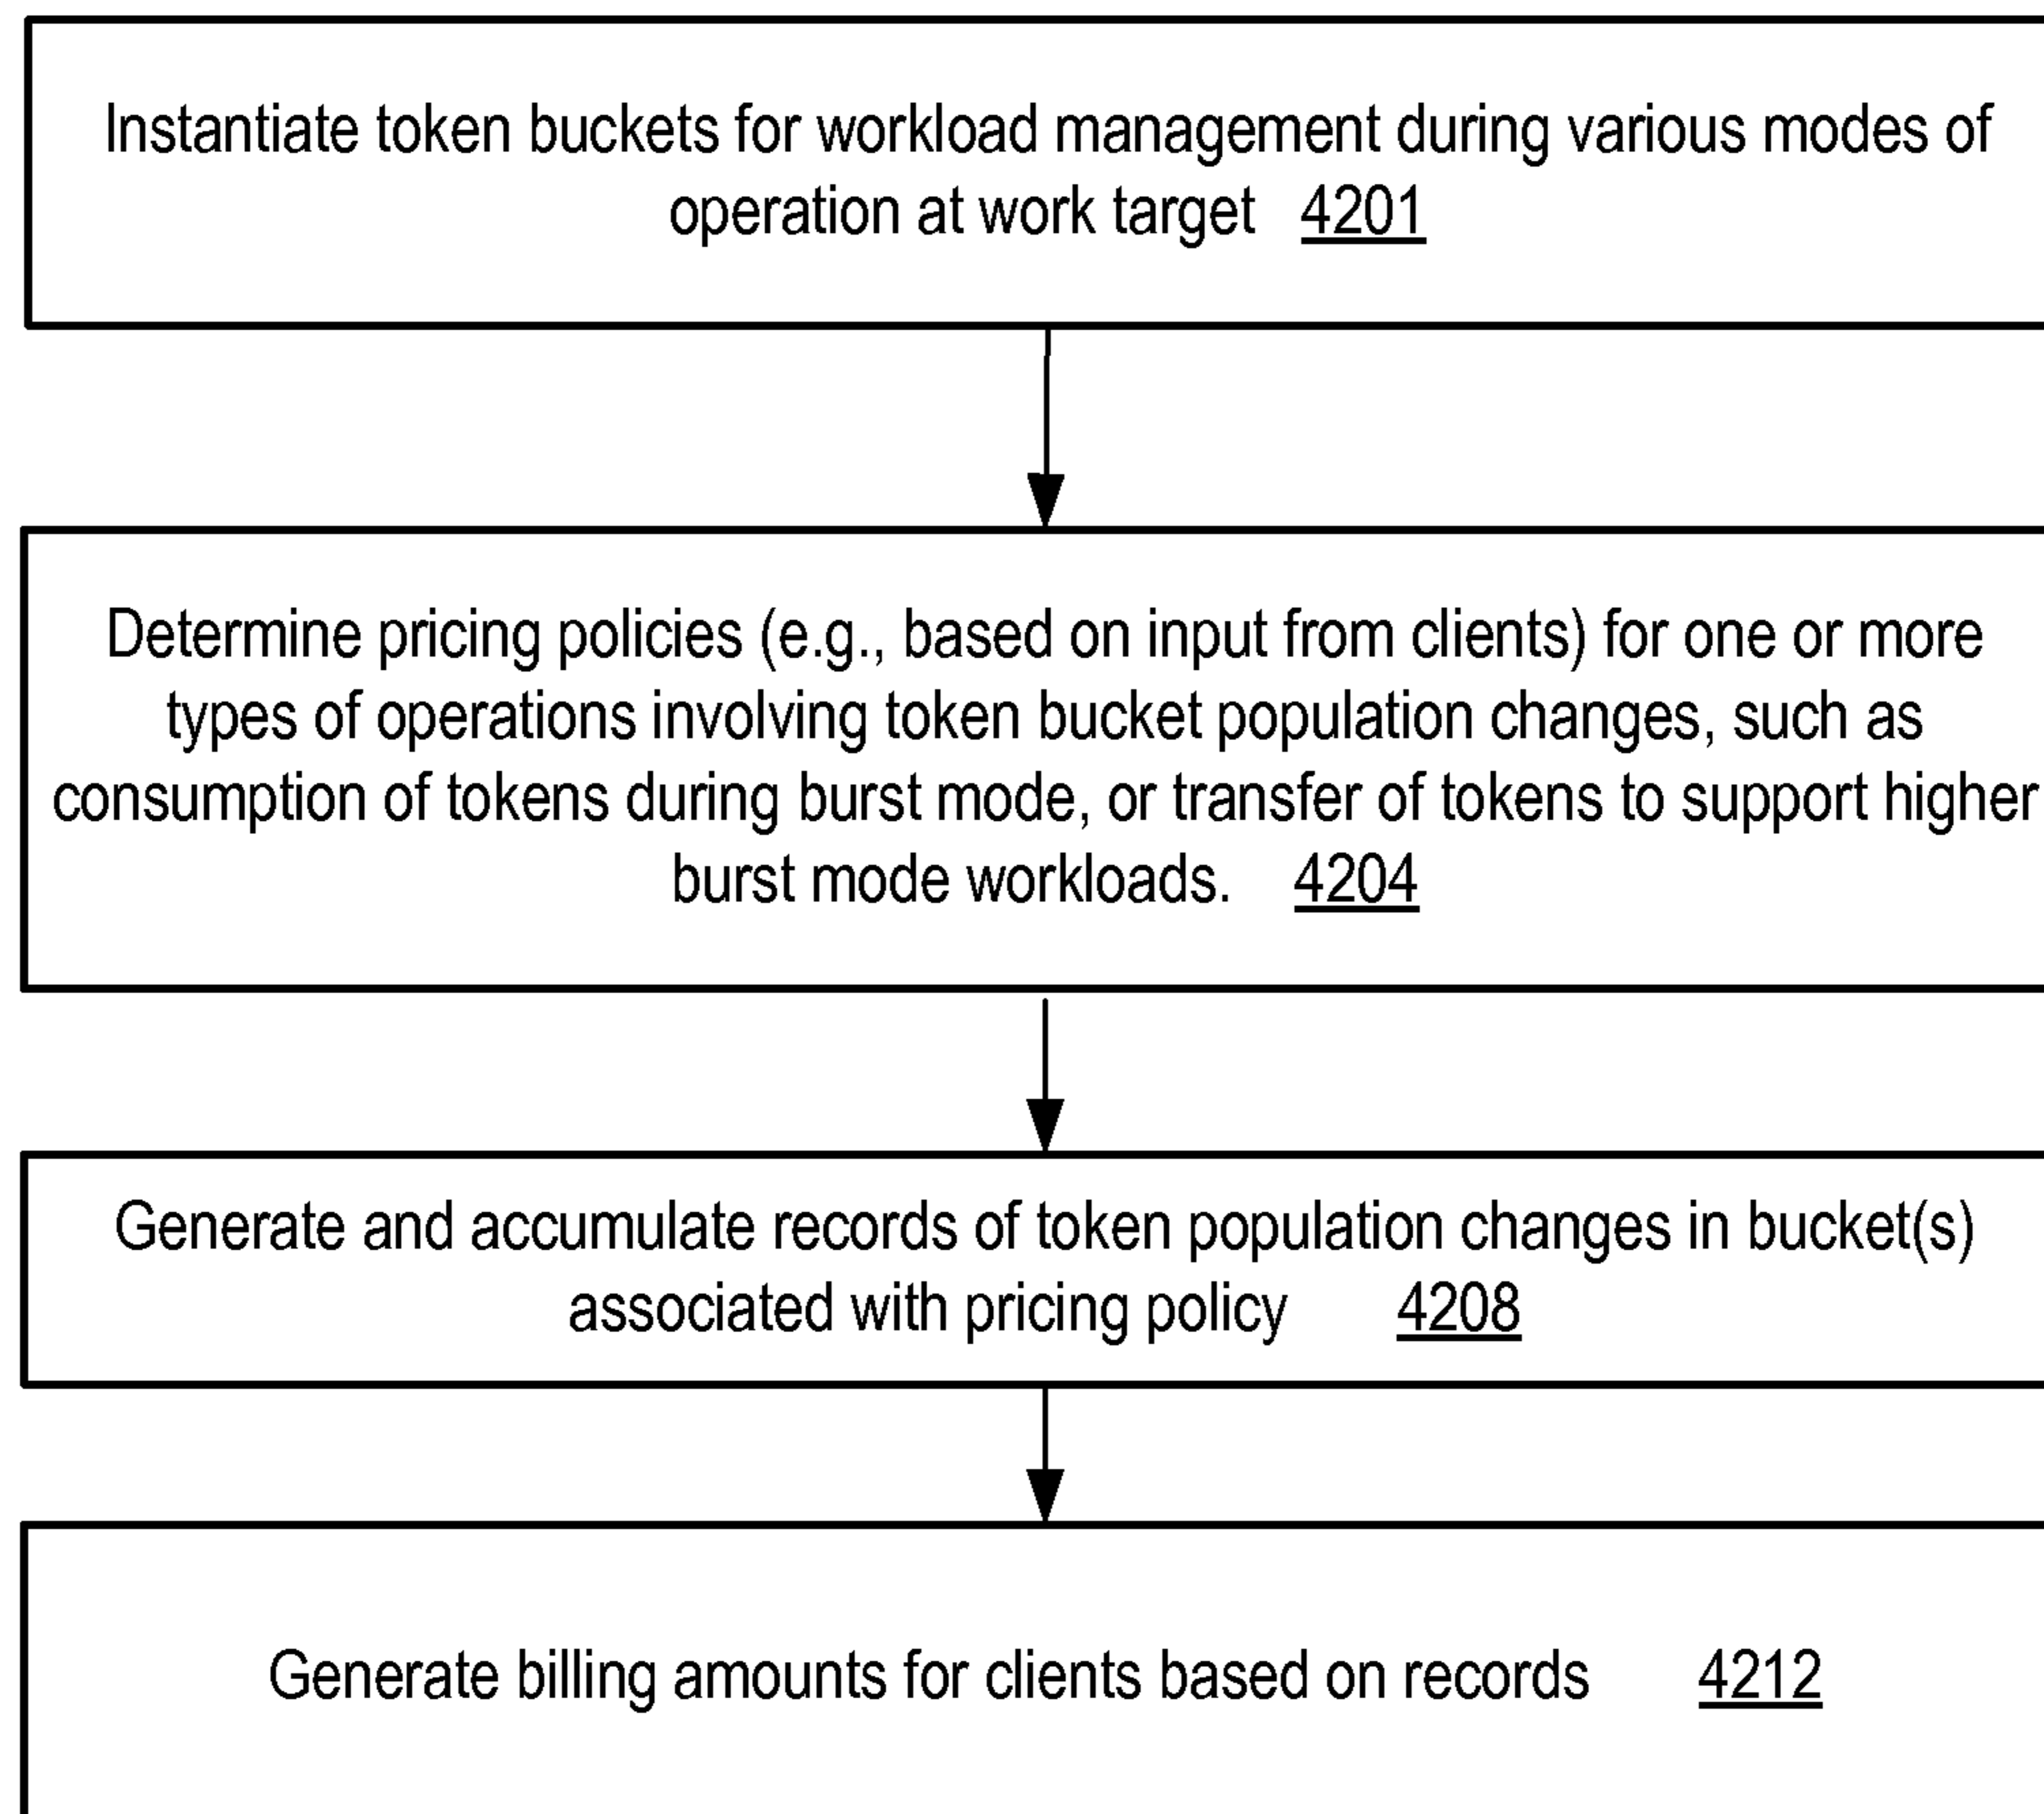 Instantiate token buckets for workload management during various modes of
operation at work target 4201
Determine pricing policies (e.g., based on input from clients) for one or more
types of operations involving token bucket population changes, such as
consumption of tokens during burst mode, or transfer of tokens to support higher
burst mode workloads. 4204
Generate and accumulate records of token population changes in bucket(s)
associated with pricing policy 4208
Generate billing amounts for clients based on records 4212